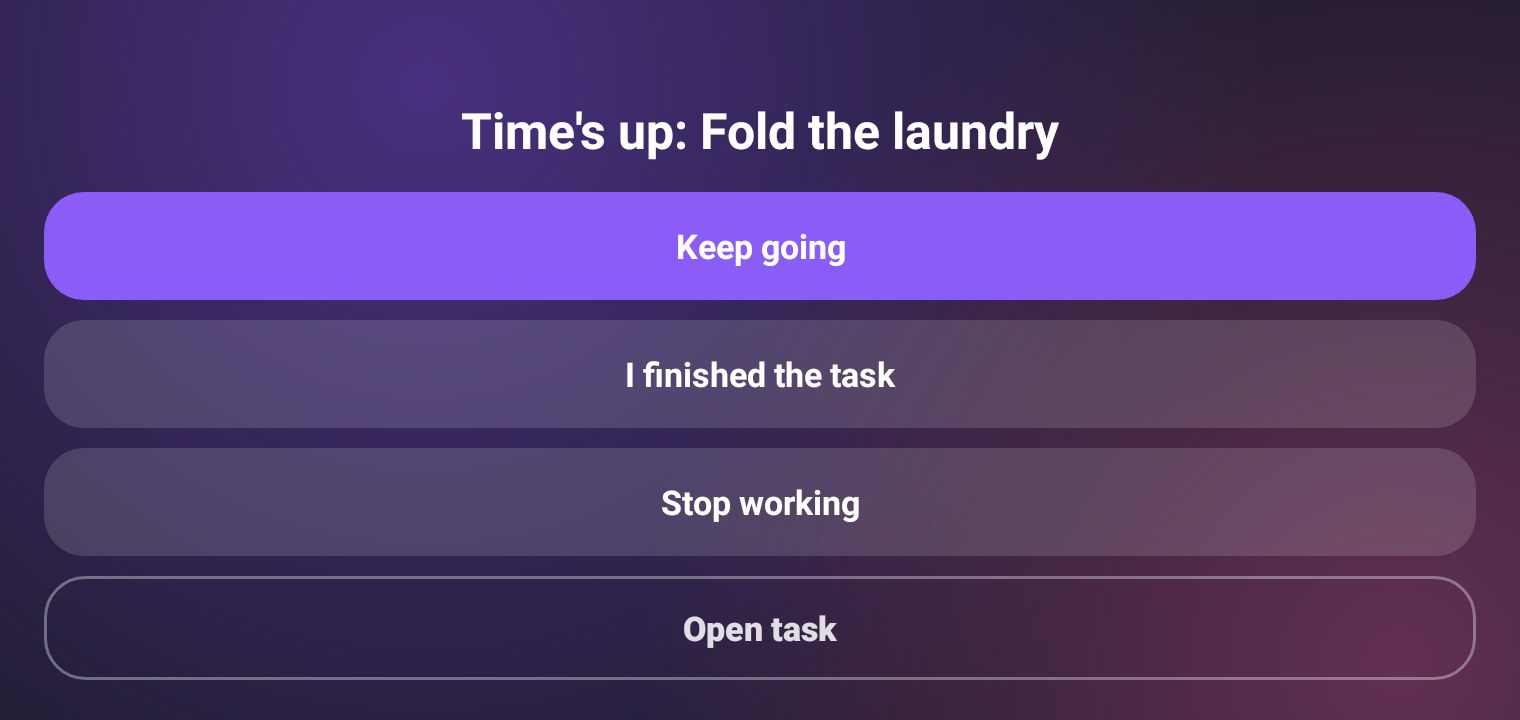 Time's up: Fold the laundry
Keep going
I finished the task
Stop working
Open task